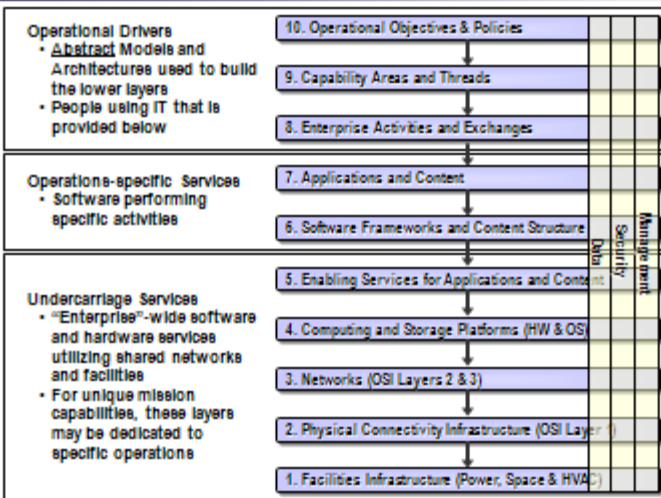 Operational Drivers
• Abstract Models and
Architectures used to build
the lower layers
• People using IT that is
provided below
10. Operational Objectives & Policies
9. Capability Areas and Threads
8. Enterprise Activities and Exchanges
Operations-specific Services
• Software performing
specific activities
7. Applications and Content
6. Software Frameworks and Content Structure
Undercarriage Services
• “Enterprise”-wide software
and hardware services
utilizing shared networks
and facilities
• For unique mission
capabilities, these layers
may be dedicated to
specific operations
5. Enabling Services for Applications and Content
4. Computing and Storage Platforms (HW & OS)
3. Networks (OSI Layers 2 & 3)
2. Physical Connectivity Infrastructure (OSI Layer 1)
1. Facilities Infrastructure (Power, Space & HVAC)
Data
Security
Management